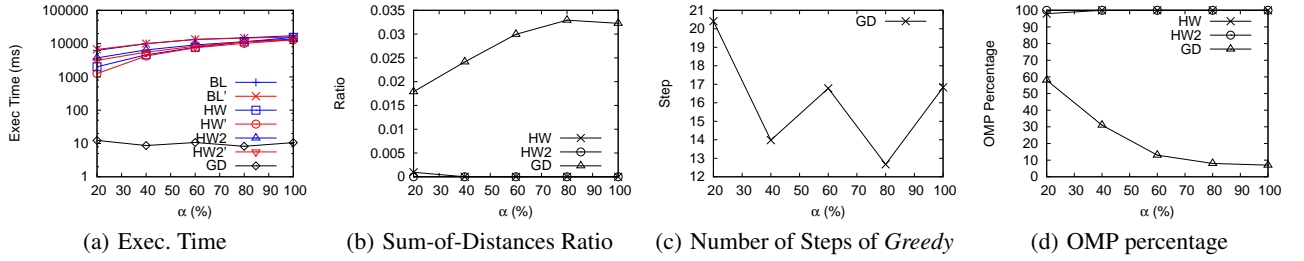 Exec Time (ms)
100000
10000
1000
100
10
1
20 30 40 50 60 70 80 90 100
α (%)
BL
BL'
HW
HW'
HW2
HW2'
GD
(a) Exec. Time
Ratio
0.035
0.03
0.025
0.02
0.015
0.01
0.005
0
20 30 40 50 60 70 80 90 100
α (%)
HW
HW2
GD
(b) Sum-of-Distances Ratio
Step
21
20
19
18
17
16
15
14
13
12
20 30 40 50 60 70 80 90 100
α (%)
GD
(c) Number of Steps of Greedy
OMP Percentage
100
90
80
70
60
50
40
30
20
10
0
20 30 40 50 60 70 80 90 100
α (%)
HW
HW2
GD
(d) OMP percentage